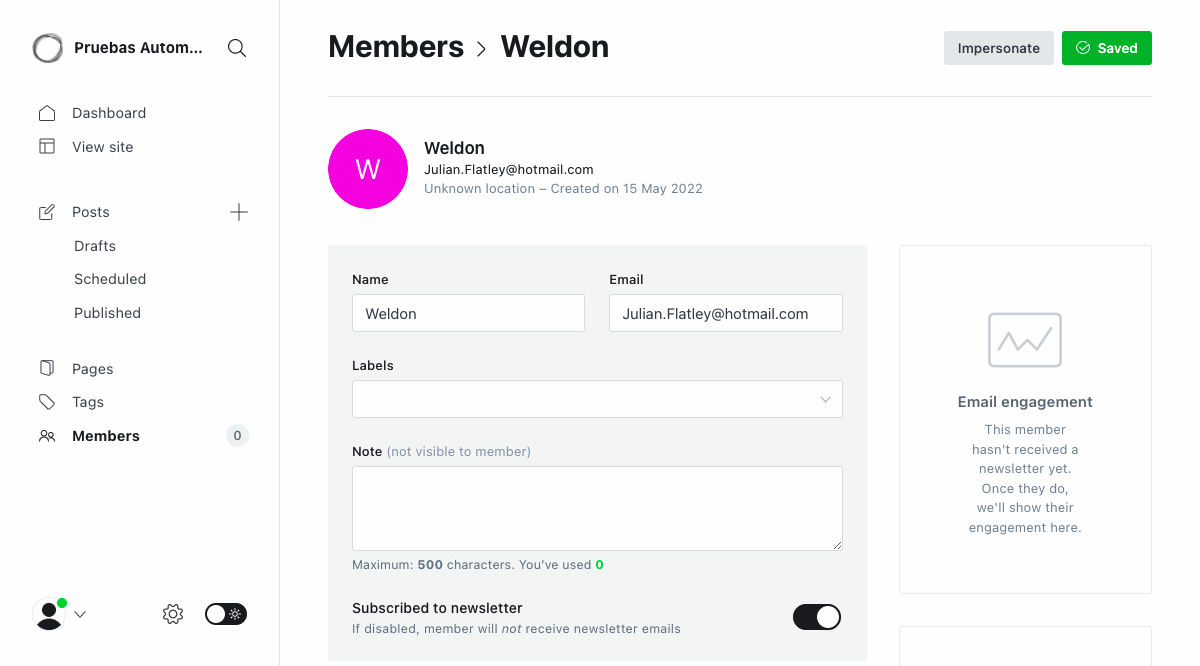 Pruebas Autom...
Dashboard
View site
Posts
Drafts
Scheduled
Published
Pages
Tags
Members
0
Members > Weldon
Impersonate
Saved
W
Weldon
Julian.Flatley@hotmail.com
Unknown location – Created on 15 May 2022
Name
Email
Weldon
Julian.Flatley@hotmail.com
Labels
Note (not visible to member)
Maximum: 500 characters. You've used 0
Subscribed to newsletter
If disabled, member will not receive newsletter emails
Email engagement
This member
hasn't received a
newsletter yet.
Once they do,
we'll show their
engagement here.